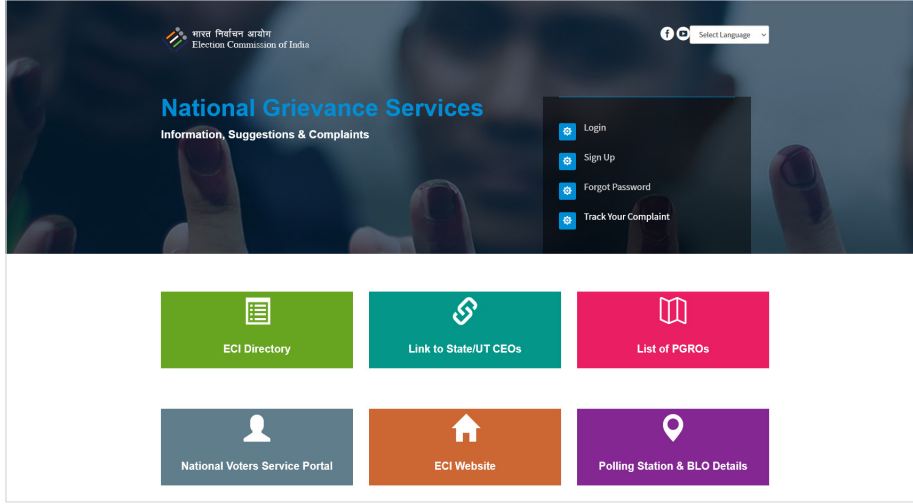 भारत निर्वाचन आयोग
Election Commission of India
Select Language
National Grievance Services
Information, Suggestions & Complaints
Login
Sign Up
Forgot Password
Track Your Complaint
ECI Directory
Link to State/UT CEOs
List of PGROs
National Voters Service Portal
ECI Website
Polling Station & BLO Details